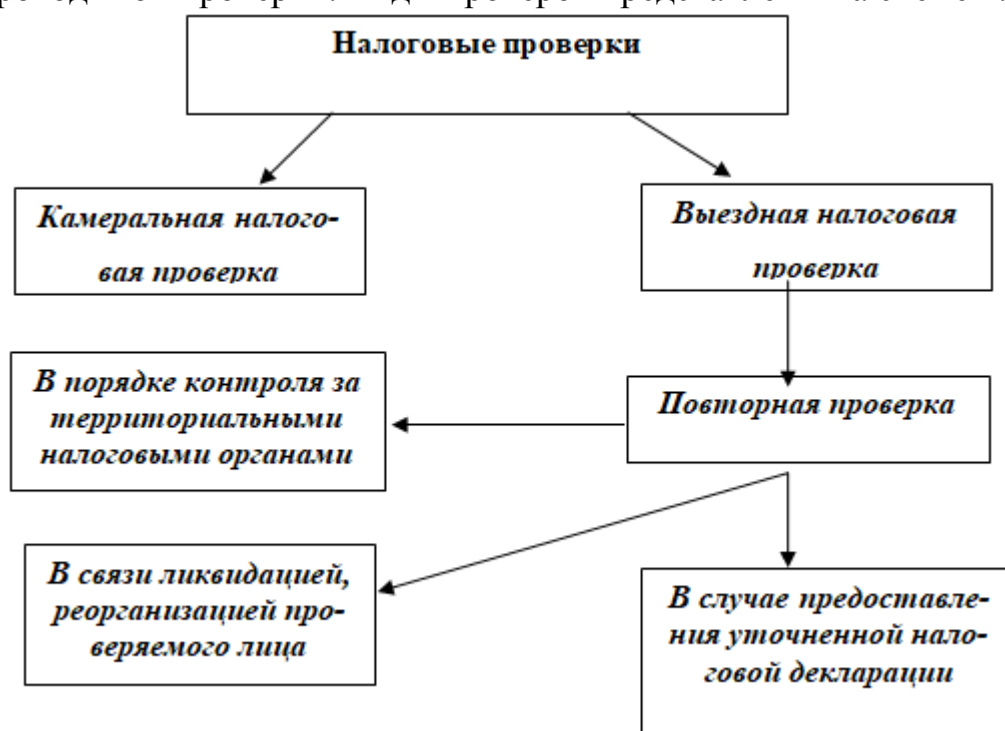 Налоговые проверки
Камеральная налого-
вая проверка
Выездная налоговая
проверка
В порядке контроля за
территориальными
налоговыми органами
Повторная проверка
В связи ликвидацией,
реорганизацией про-
веряемого лица
В случае предоставле-
ния уточненной нало-
говой декларации